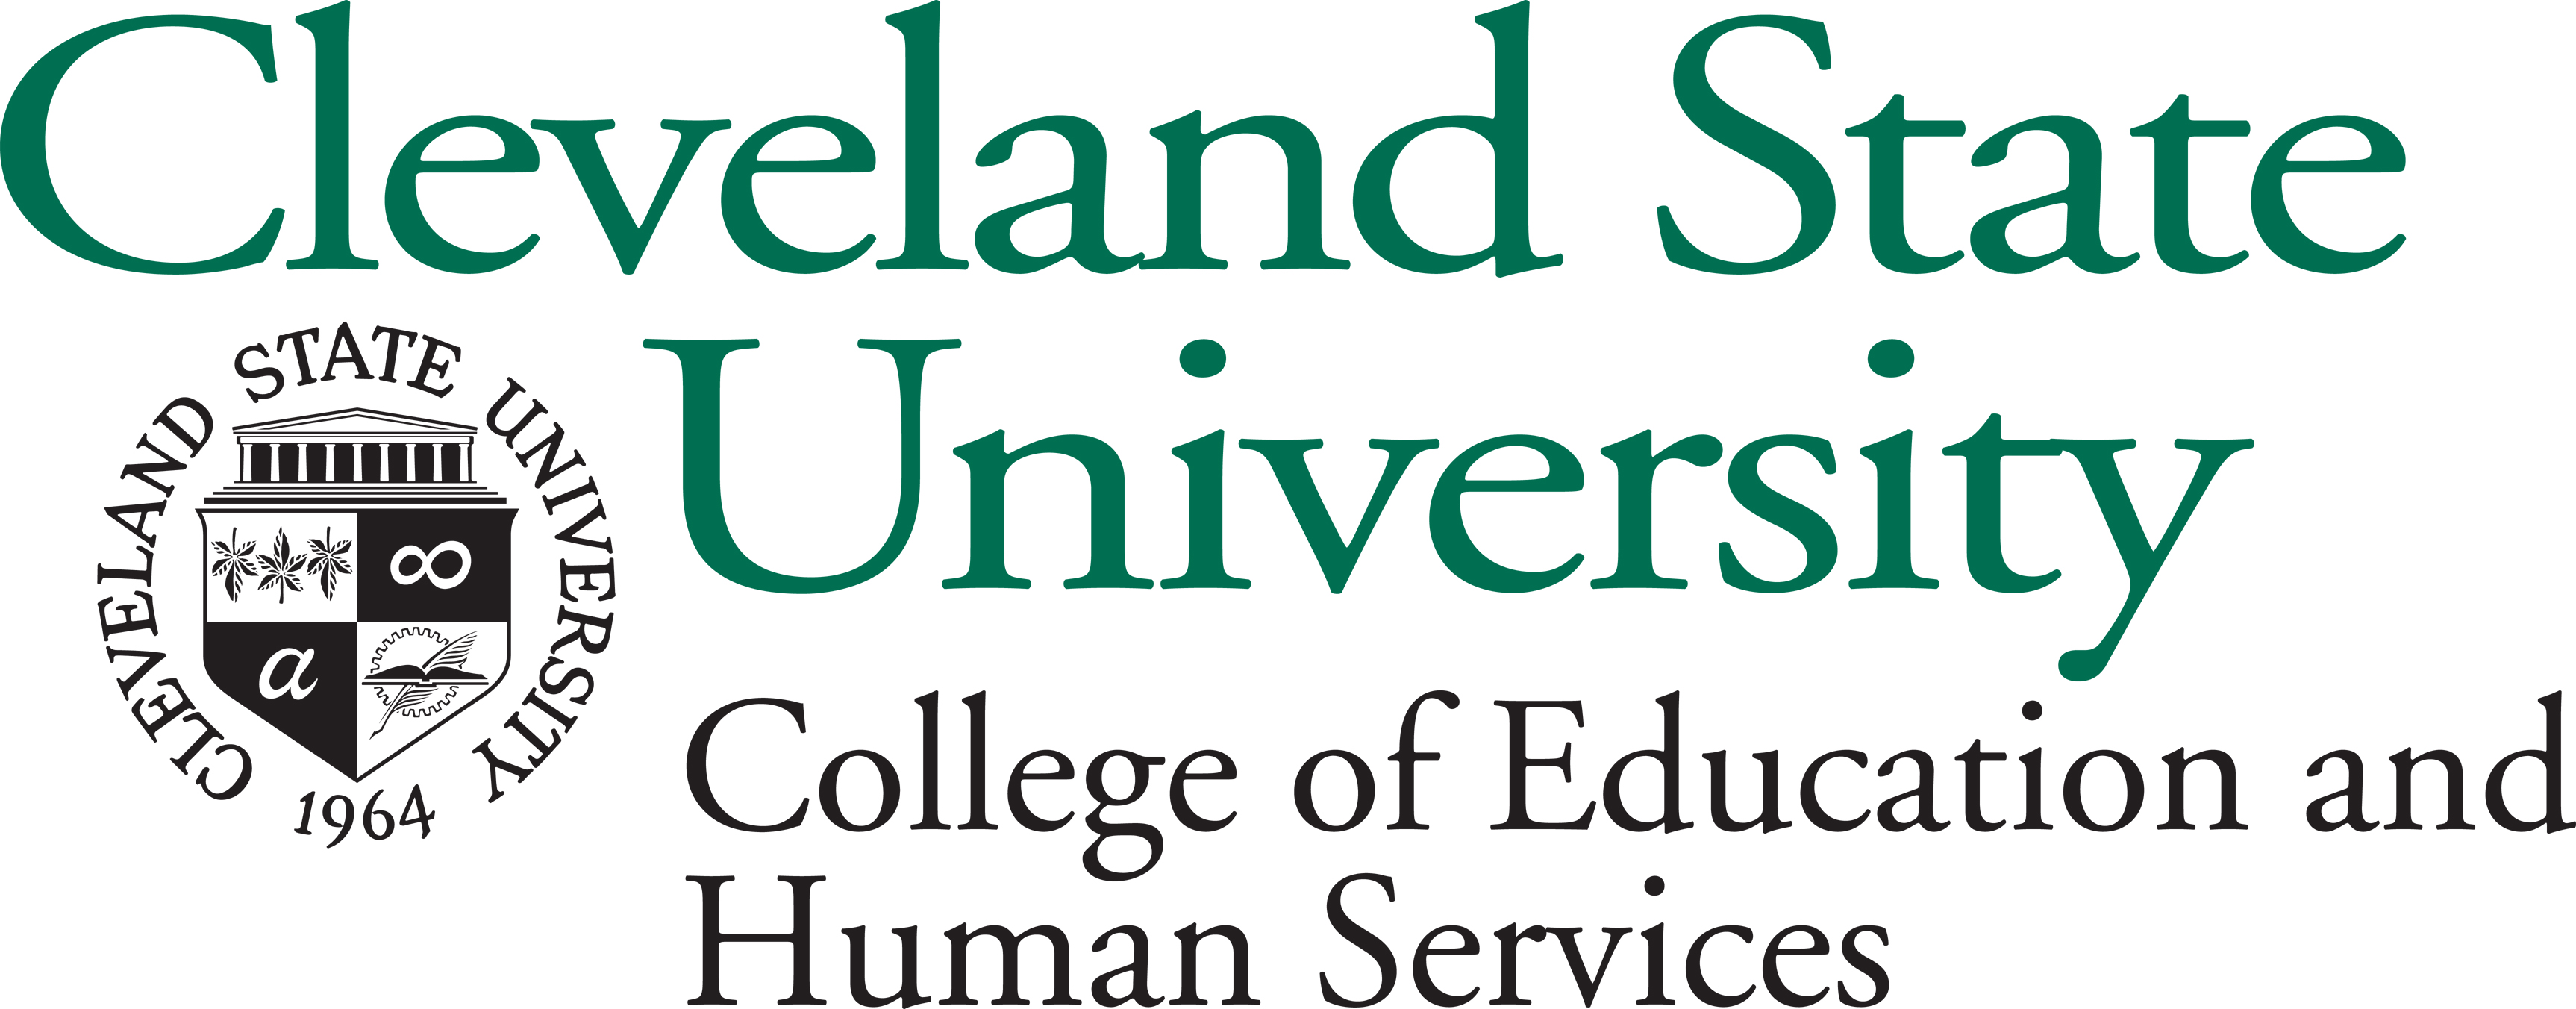 Cleveland State
University
CLEVELAND STATE UNIVERSITY
∞
a
1964
College of Education and
Human Services